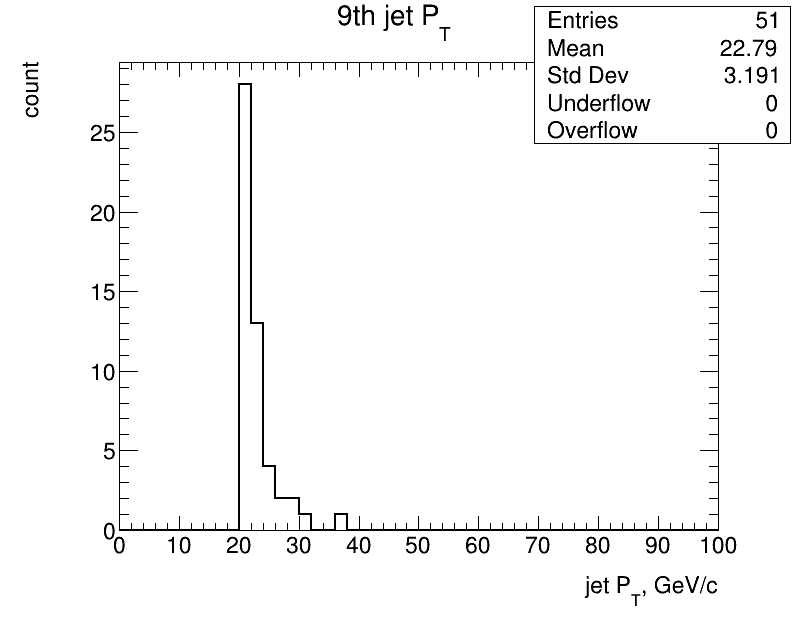 9th jet P_T
Entries 51
Mean 22.79
Std Dev 3.191
Underflow 0
Overflow 0
count
25
20
15
10
5
0
0 10 20 30 40 50 60 70 80 90 100
jet P_T, GeV/c